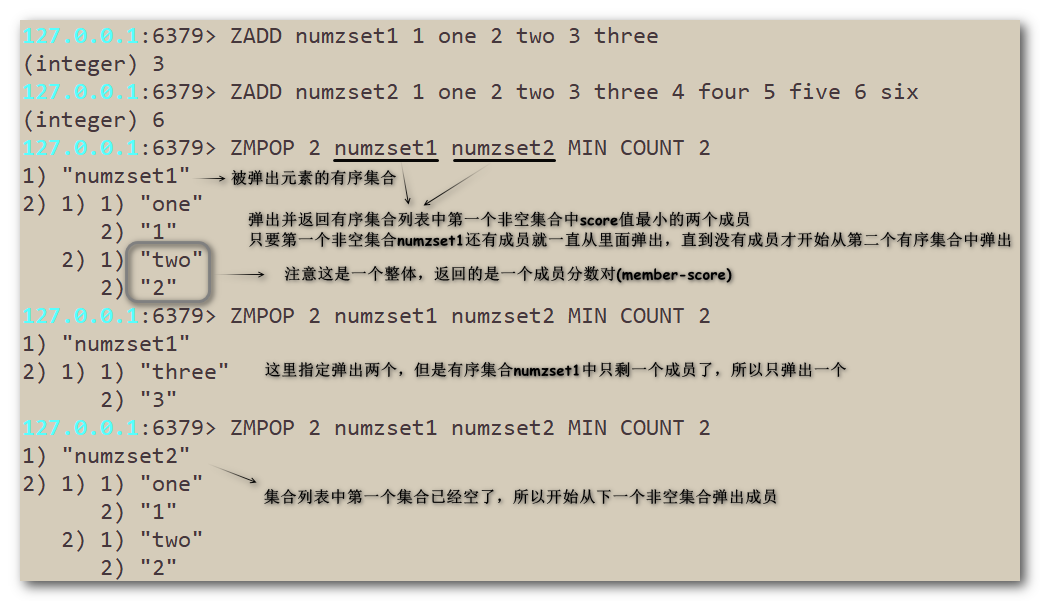 127.0.0.1:6379> ZADD numzset1 1 one 2 two 3 three
(integer) 3
127.0.0.1:6379> ZADD numzset2 1 one 2 two 3 three 4 four 5 five 6 six
(integer) 6
127.0.0.1:6379> ZMPOP 2 numzset1 numzset2 MIN COUNT 2
1) "numzset1" 被弹出元素的有序集合
2) 1) 1) "one"
弹出并返回有序集合列表中第一个非空集合中score值最小的两个成员
2) "1"
只要第一个非空集合numzset1还有成员就一直从里面弹出，直到没有成员才开始从第二个有序集合中弹出
2) 1) "two"
注意这是一个整体，返回的是一个成员分数对(member-score)
2) "2"
127.0.0.1:6379> ZMPOP 2 numzset1 numzset2 MIN COUNT 2
1) "numzset1"
2) 1) 1) "three" 这里指定弹出两个，但是有序集合numzset1中只剩一个成员了，所以只弹出一个
2) "3"
127.0.0.1:6379> ZMPOP 2 numzset1 numzset2 MIN COUNT 2
1) "numzset2"
2) 1) 1) "one"
集合列表中第一个集合已经空了，所以开始从下一个非空集合弹出成员
2) "1"
2) 1) "two"
2) "2"